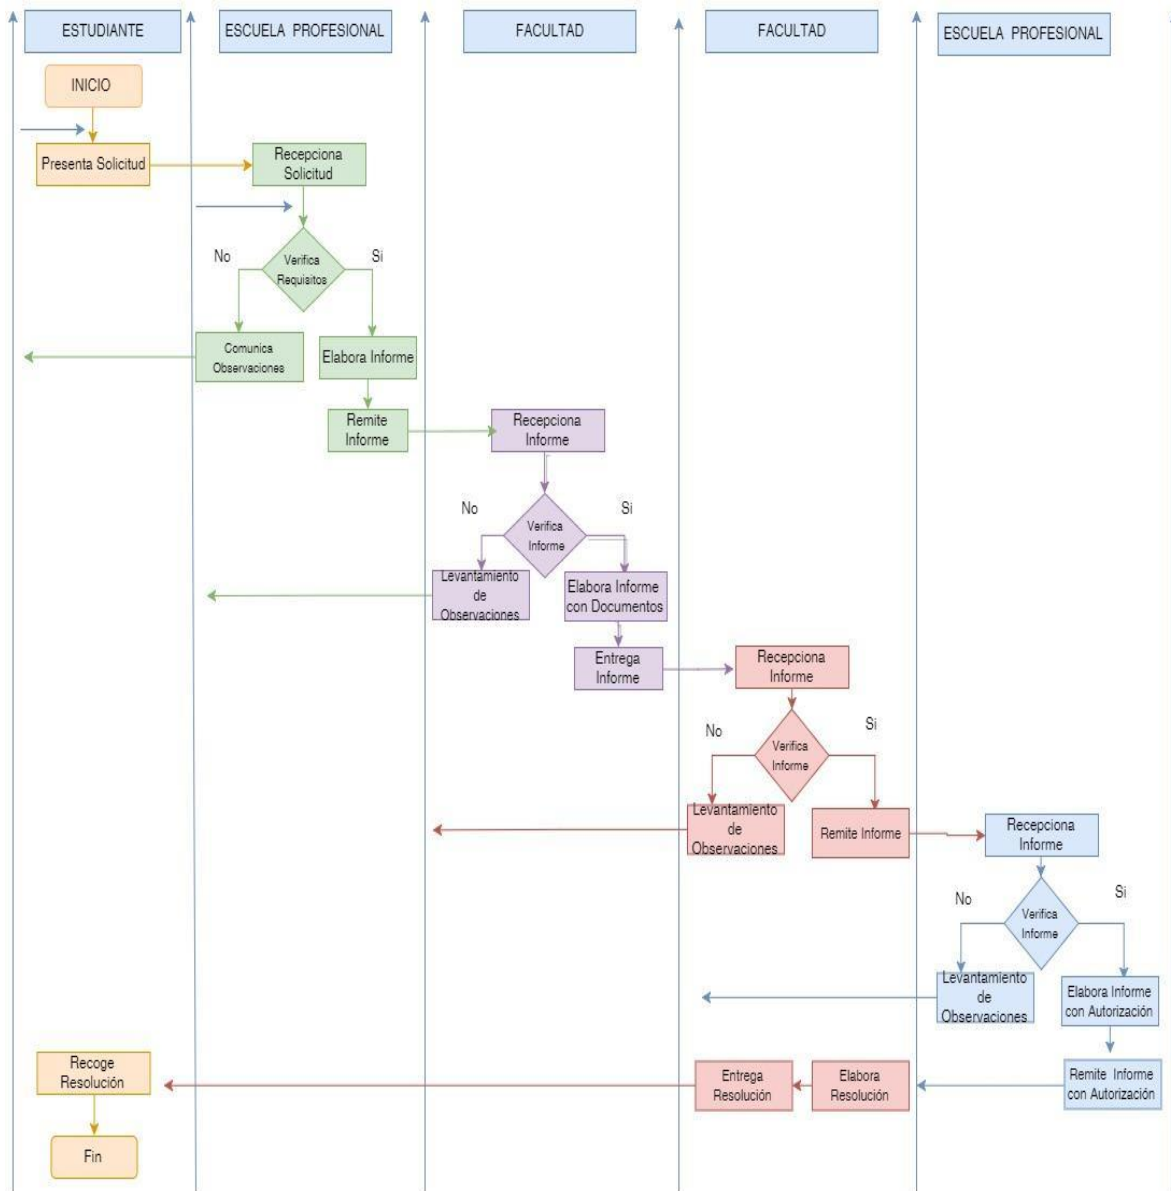 ESTUDIANTE
ESCUELA PROFESIONAL
FACULTAD
FACULTAD
ESCUELA PROFESIONAL
INICIO
Presenta Solicitud
Recepciona
Solicitud
No
Si
Verifica
Requisitos
Comunica
Observaciones
Elabora Informe
Remite
Informe
Recepciona
Informe
No
Si
Verifica
Informe
Levantamiento
de
Observaciones
Elabora Informe
con Documentos
Entrega
Informe
Recepciona
Informe
No
Si
Verifica
Informe
Levantamiento
de
Observaciones
Remite Informe
Recepciona
Informe
No
Si
Verifica
Informe
Levantamiento
de
Observaciones
Elabora Informe
con Autorización
Remite Informe
con Autorización
Elabora
Resolución
Entrega
Resolución
Recoge
Resolución
Fin